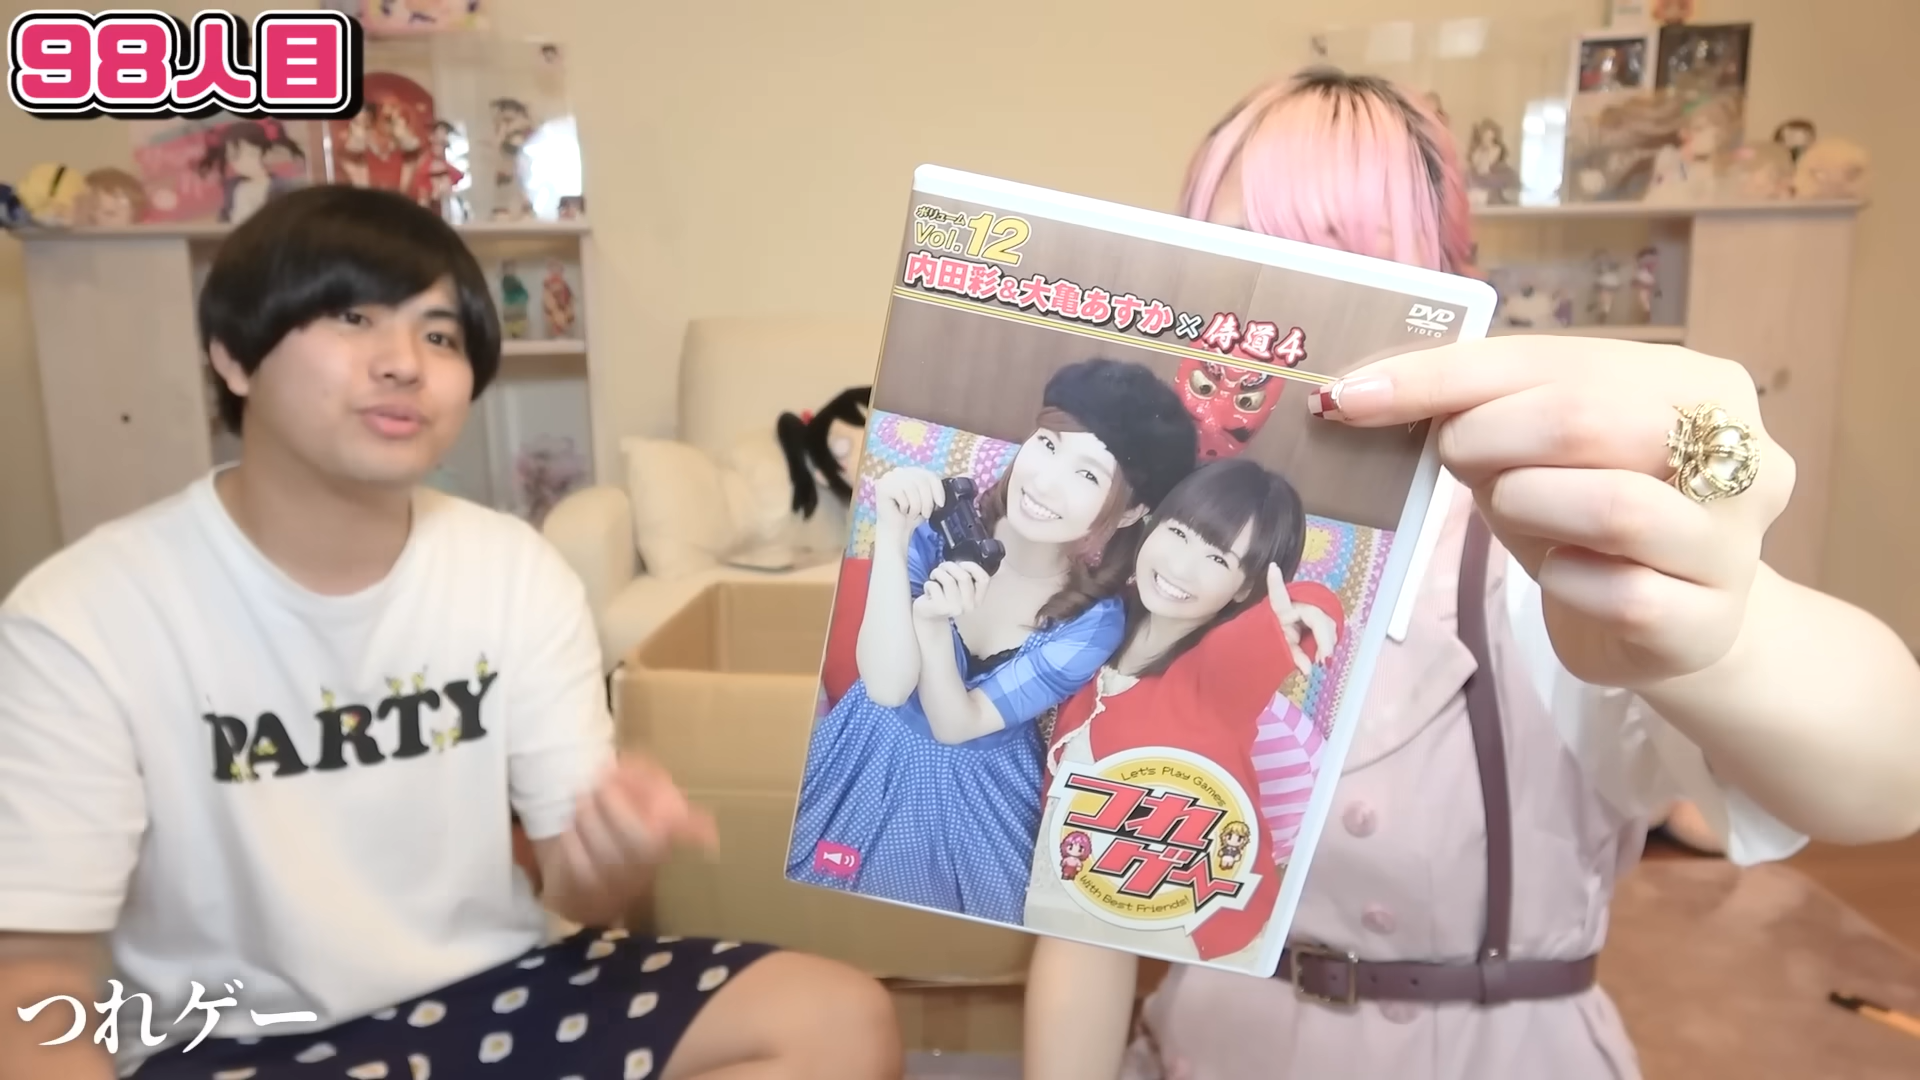 98人目
ボリューム
Vol.12
内田彩&大亀あすか×侍道4
DVD
VIDEO
PARTY
Let's Play Games
つれ
ゲー
With Best Friends!
つれゲー